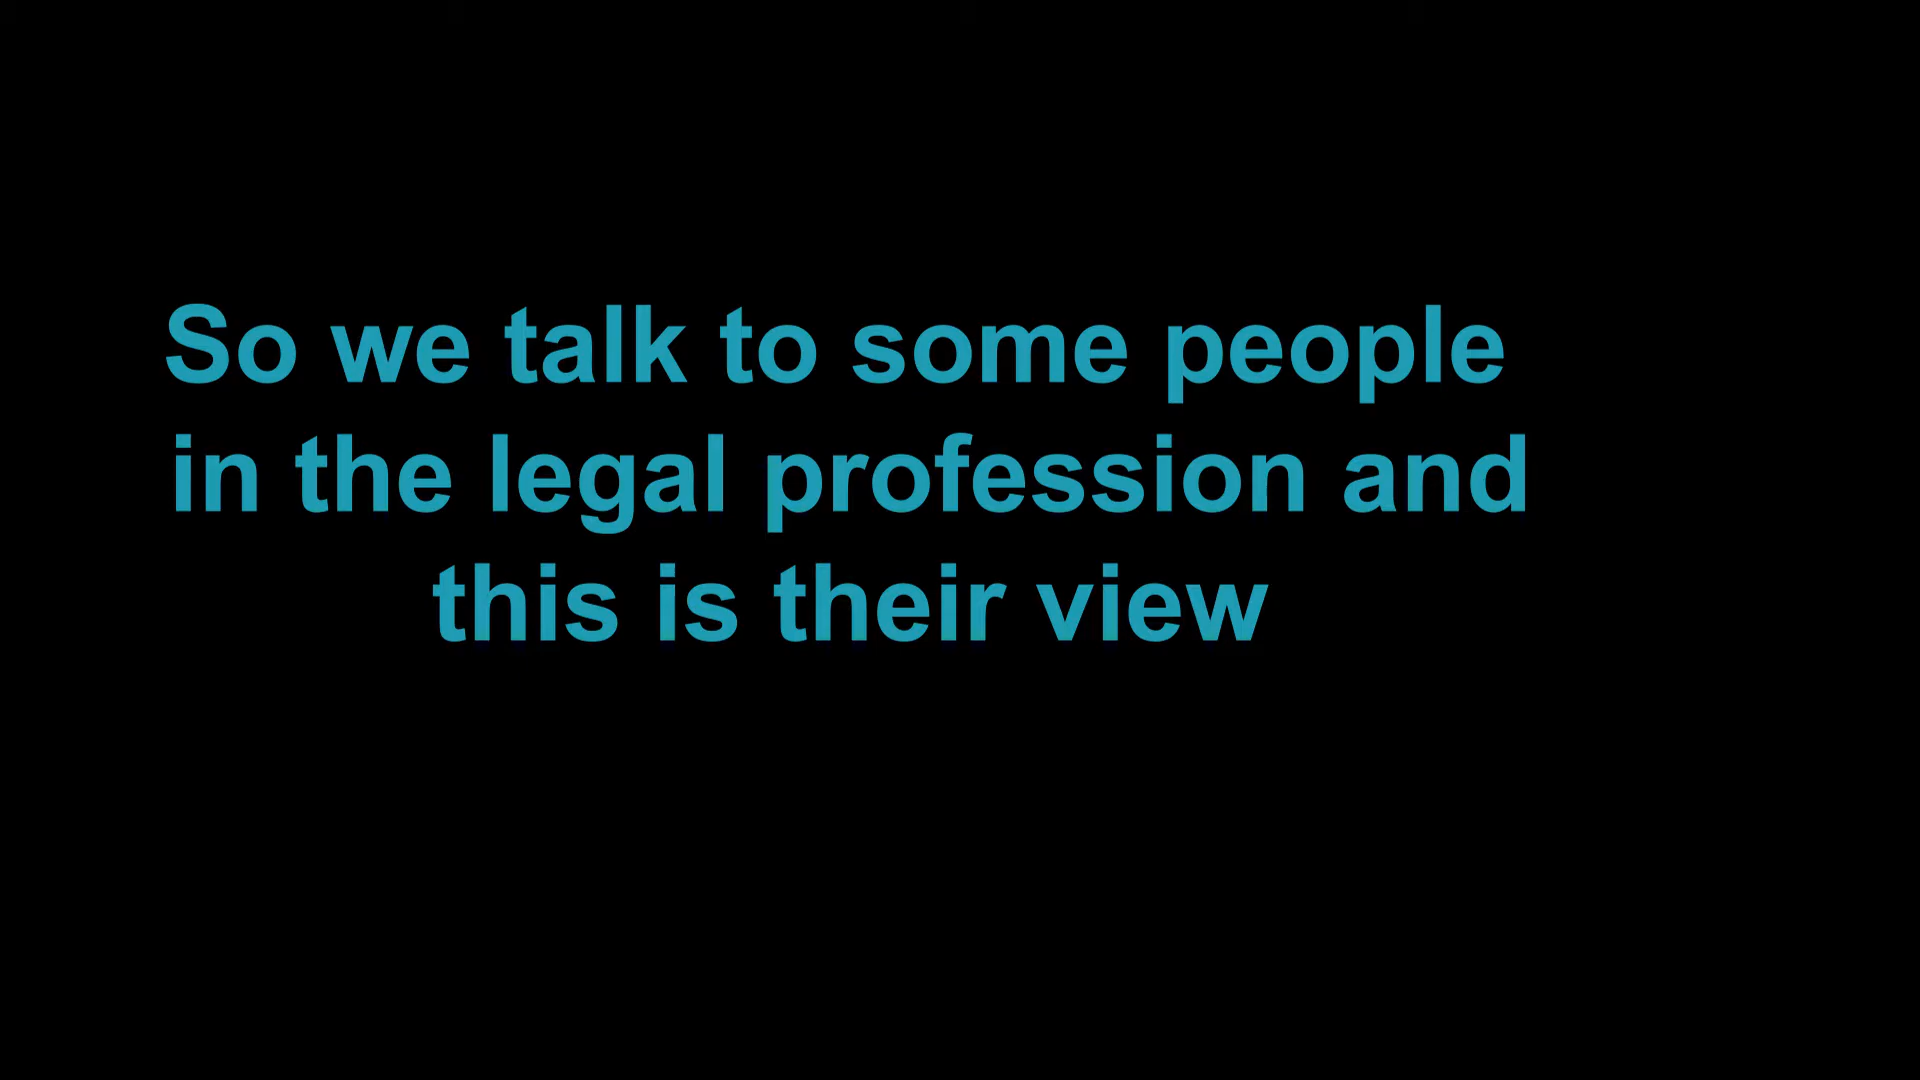 So we talk to some people
in the legal profession and
this is their view